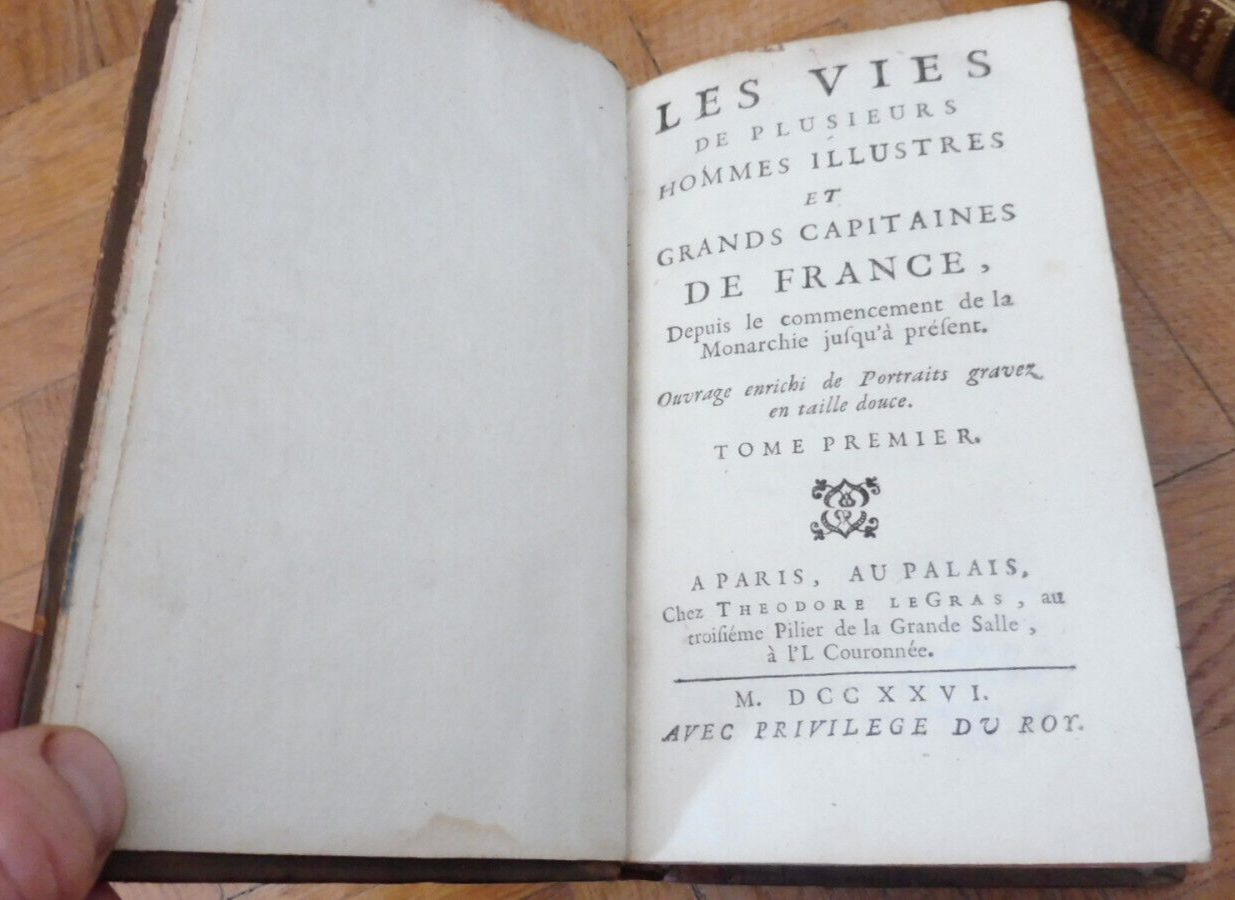 LES VIES
DE PLUSIEURS
HOMMES ILLUSTRES
ET
GRANDS CAPITAINES
DE FRANCE,
Depuis le commencement de la
Monarchie juſqu'à préſent.
Ouvrage enrichi de Portraits gravez
en taille douce.
TOME PREMIER.
A PARIS, AU PALAIS,
Chez THEODORE LEGRAS, au
troiſiéme Pilier de la Grande Salle,
à l'L Couronnée.
M. DCC XXVI.
AVEC PRIVILEGE DU ROY.